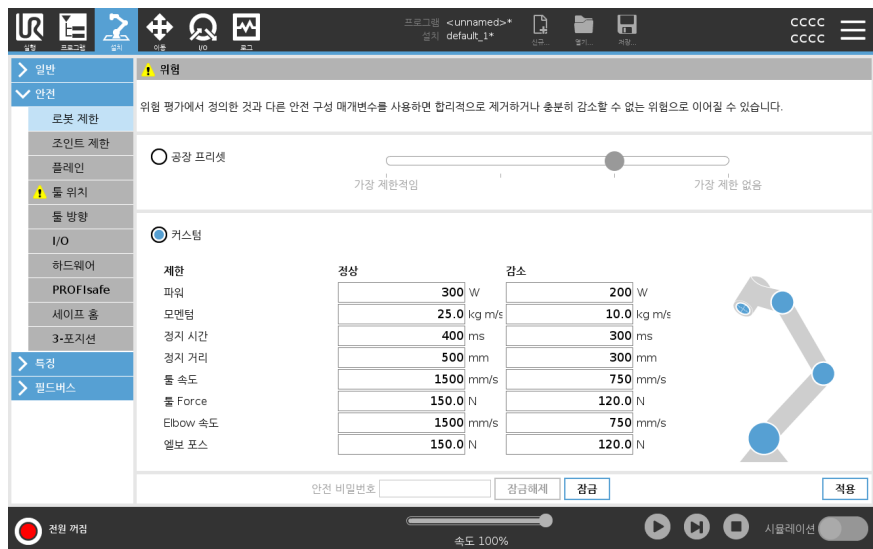 프로그램 <unnamed>*
설치 default_1*
cccc
cccc
UR
실행 프로그램 설치 이동 I/O 로그 신규... 열기... 저장...
일반
안전
로봇 제한
조인트 제한
플레인
툴 위치
툴 방향
I/O
하드웨어
PROFIsafe
세이프 홈
3-포지션
특징
필드버스
위험
위험 평가에서 정의한 것과 다른 안전 구성 매개변수를 사용하면 합리적으로 제거하거나 충분히 감소할 수 없는 위험으로 이어질 수 있습니다.
공장 프리셋
가장 제한적임 가장 제한 없음
커스텀
제한 정상 감소
파워 300 W 200 W
모멘텀 25.0 kg m/s 10.0 kg m/s
정지 시간 400 ms 300 ms
정지 거리 500 mm 300 mm
툴 속도 1500 mm/s 750 mm/s
툴 Force 150.0 N 120.0 N
Elbow 속도 1500 mm/s 750 mm/s
엘보 포스 150.0 N 120.0 N
안전 비밀번호 잠금해제 잠금 적용
전원 꺼짐
속도 100%
시뮬레이션